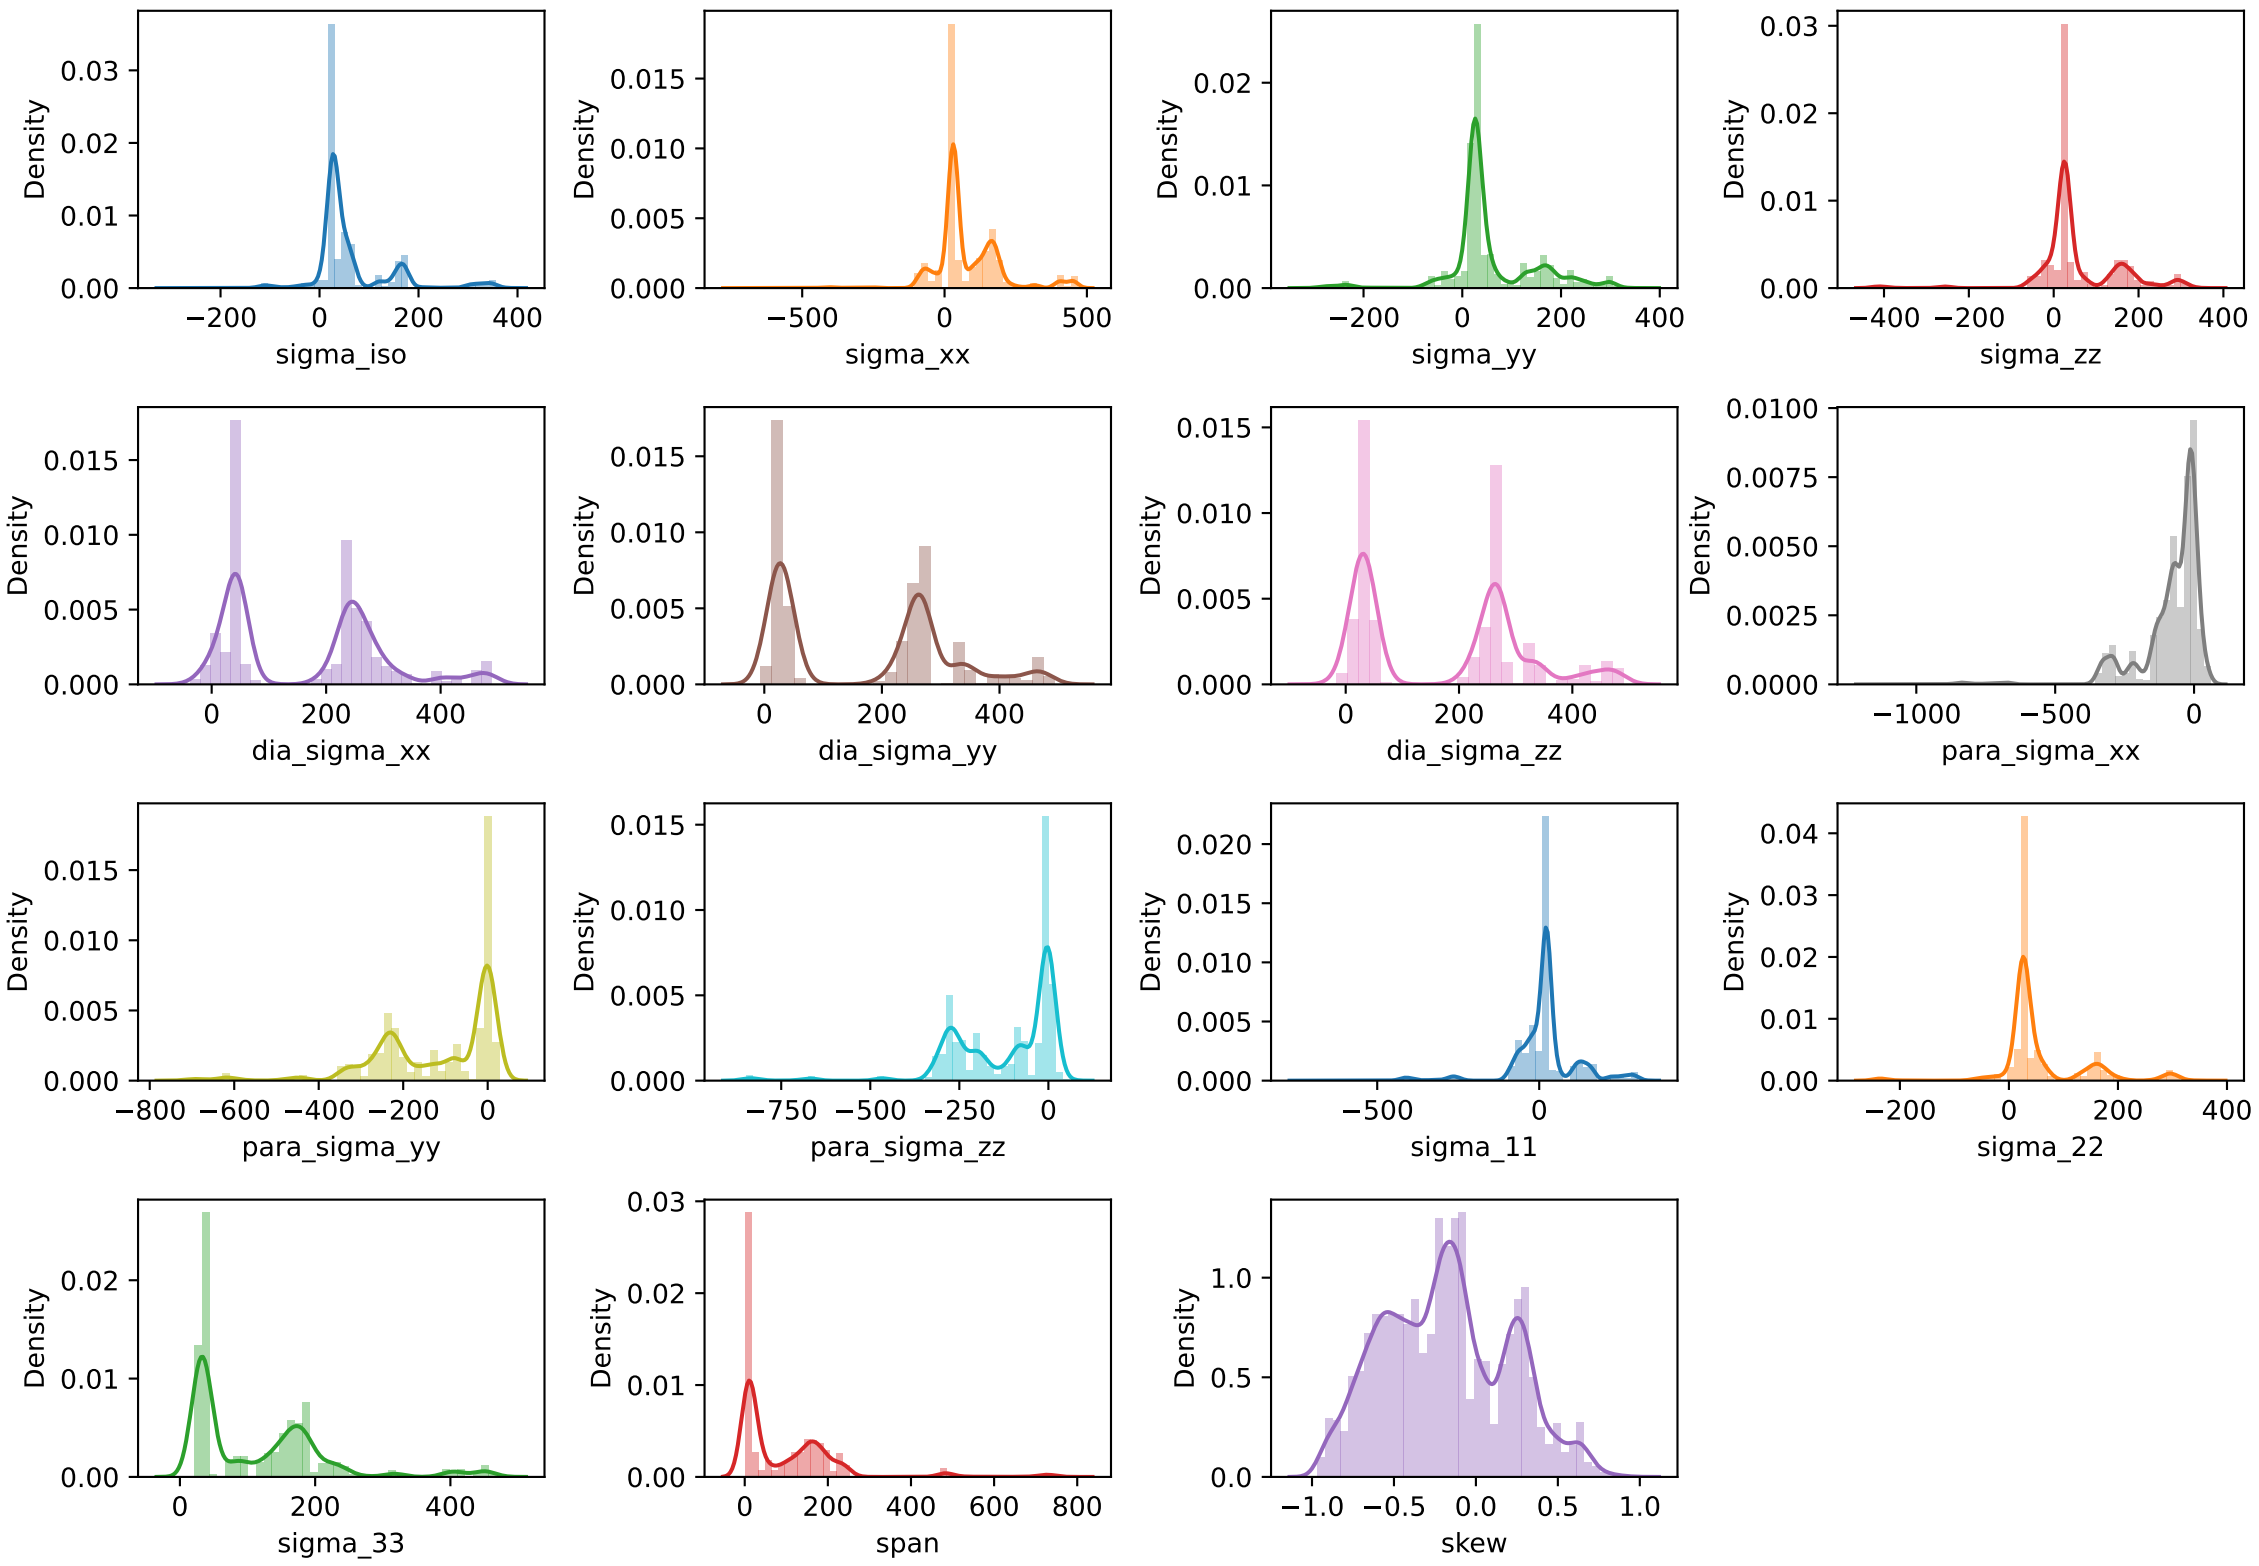 Density
0.00
0.01
0.02
0.03
−200 0 200 400
sigma_iso
Density
0.000
0.005
0.010
0.015
−500 0 500
sigma_xx
Density
0.00
0.01
0.02
−200 0 200 400
sigma_yy
Density
0.00
0.01
0.02
0.03
−400 −200 0 200 400
sigma_zz
Density
0.000
0.005
0.010
0.015
0 200 400
dia_sigma_xx
Density
0.000
0.005
0.010
0.015
0 200 400
dia_sigma_yy
Density
0.000
0.005
0.010
0.015
0 200 400
dia_sigma_zz
Density
0.0000
0.0025
0.0050
0.0075
0.0100
−1000 −500 0
para_sigma_xx
Density
0.000
0.005
0.010
0.015
−800 −600 −400 −200 0
para_sigma_yy
Density
0.000
0.005
0.010
0.015
−750 −500 −250 0
para_sigma_zz
Density
0.000
0.005
0.010
0.015
0.020
−500 0
sigma_11
Density
0.00
0.01
0.02
0.03
0.04
−200 0 200 400
sigma_22
Density
0.00
0.01
0.02
0 200 400
sigma_33
Density
0.00
0.01
0.02
0.03
0 200 400 600 800
span
Density
0.0
0.5
1.0
−1.0 −0.5 0.0 0.5 1.0
skew